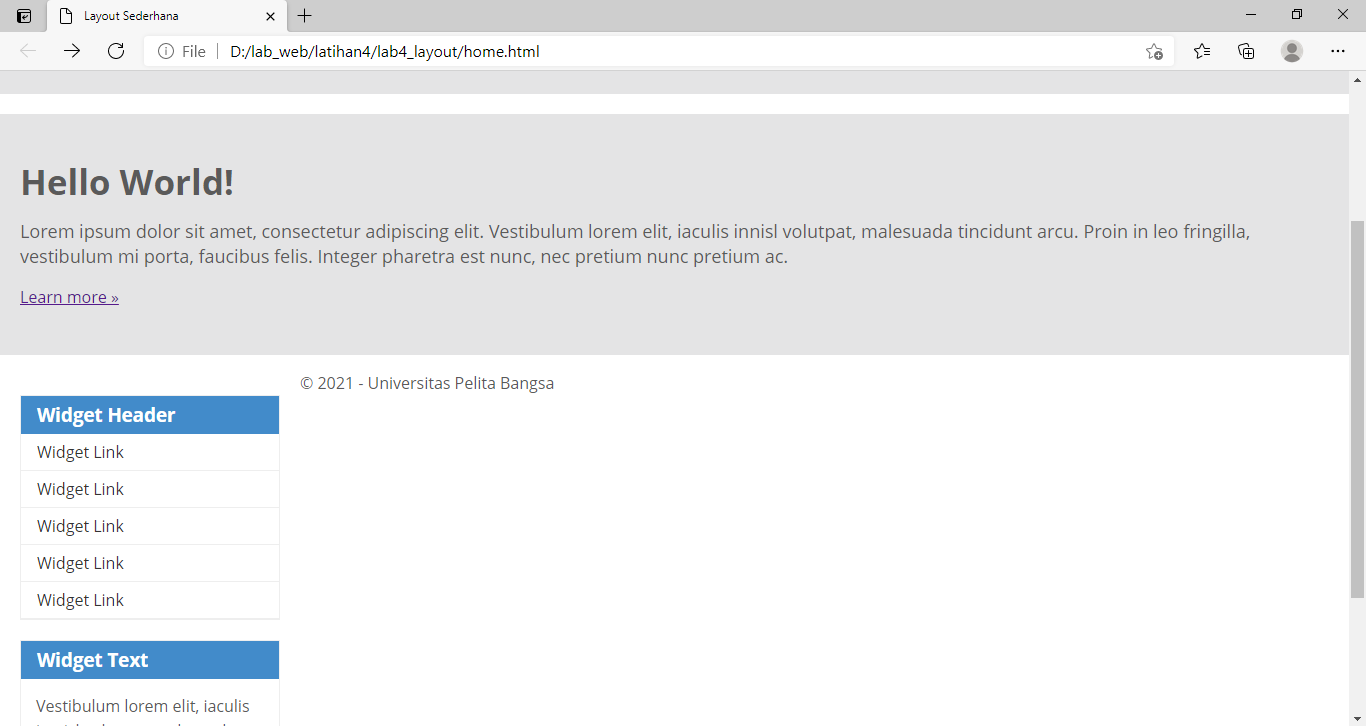 Layout Sederhana
File
D:/lab_web/latihan4/lab4_layout/home.html
Hello World!
Lorem ipsum dolor sit amet, consectetur adipiscing elit. Vestibulum lorem elit, iaculis innisl volutpat, malesuada tincidunt arcu. Proin in leo fringilla,
vestibulum mi porta, faucibus felis. Integer pharetra est nunc, nec pretium nunc pretium ac.
Learn more »
© 2021 - Universitas Pelita Bangsa
Widget Header
Widget Link
Widget Link
Widget Link
Widget Link
Widget Link
Widget Text
Vestibulum lorem elit, iaculis